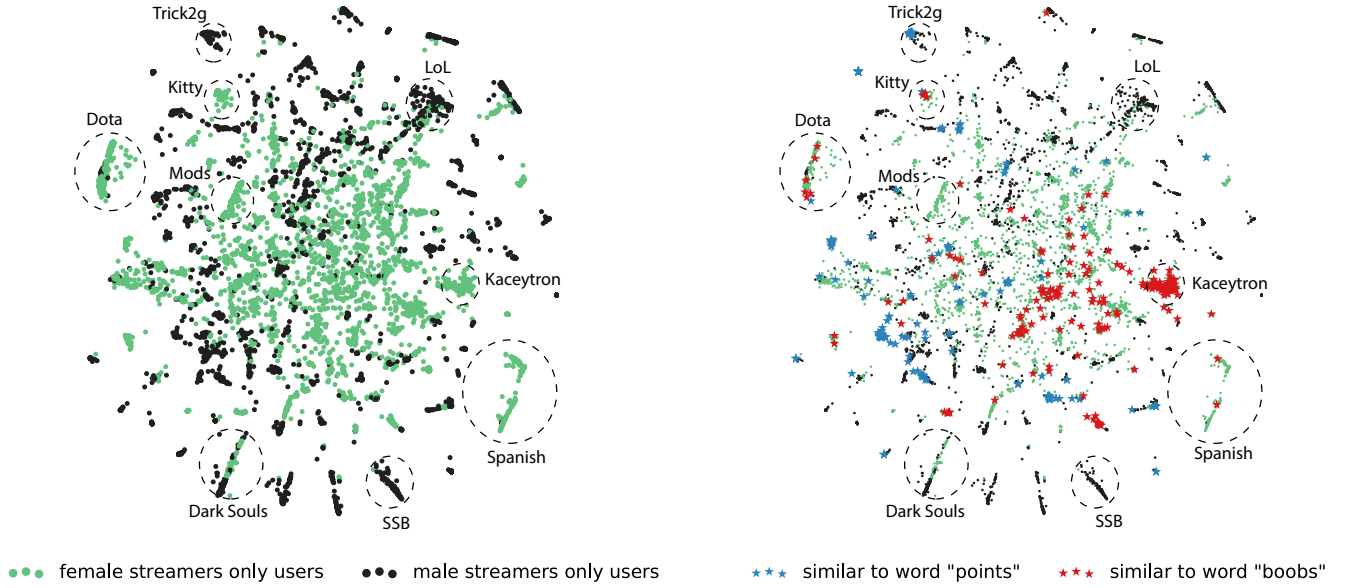 Trick2g
LoL
Kitty
Dota
Mods
Kaceytron
Spanish
Dark Souls
SSB
female streamers only users
male streamers only users
Trick2g
LoL
Kitty
Dota
Mods
Kaceytron
Spanish
Dark Souls
SSB
similar to word "points"
similar to word "boobs"